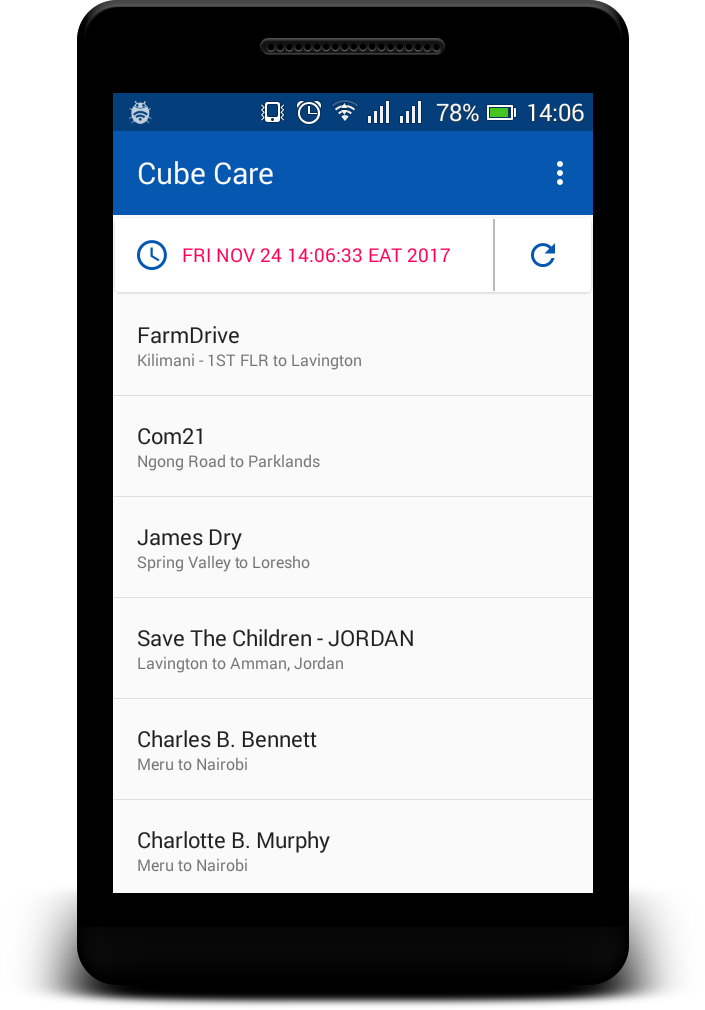 78% 14:06
Cube Care
FRI NOV 24 14:06:33 EAT 2017
FarmDrive
Kilimani - 1ST FLR to Lavington
Com21
Ngong Road to Parklands
James Dry
Spring Valley to Loresho
Save The Children - JORDAN
Lavington to Amman, Jordan
Charles B. Bennett
Meru to Nairobi
Charlotte B. Murphy
Meru to Nairobi